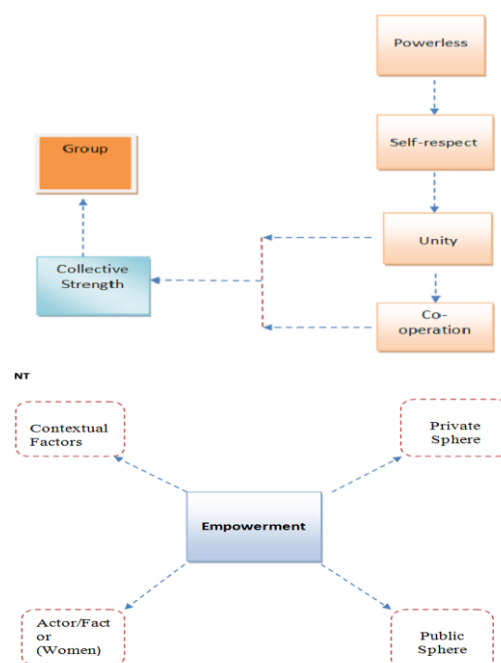 Powerless
Self-respect
Group
Unity
Collective
Strength
Co-
operation
NT
Contextual
Factors
Private
Sphere
Empowerment
Actor/Fact
or
(Women)
Public
Sphere